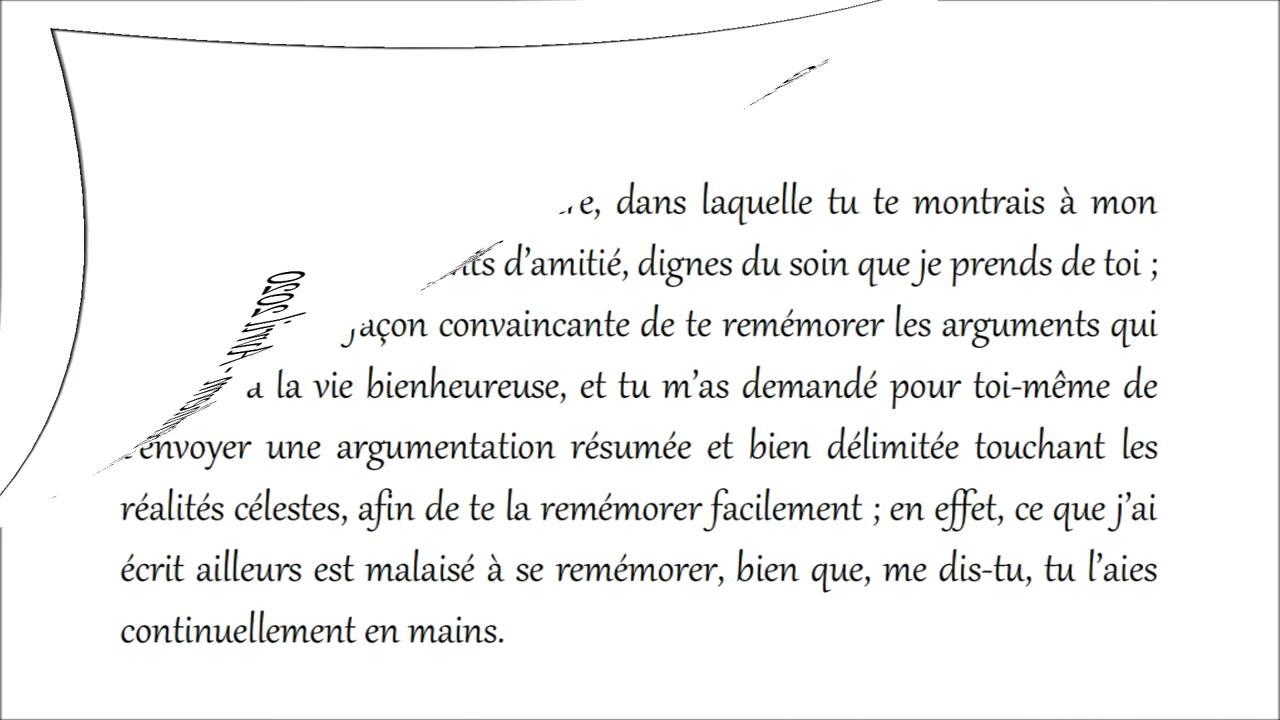 dans laquelle tu te montrais à mon
d’amitié, dignes du soin que je prends de toi ;
convaincante de te remémorer les arguments qui
la vie bienheureuse, et tu m’as demandé pour toi-même de
une argumentation résumée et bien délimitée touchant les
réalités célestes, afin de te la remémorer facilement ; en effet, ce que j’ai
écrit ailleurs est malaisé à se remémorer, bien que, me dis-tu, tu l’aies
continuellement en mains.